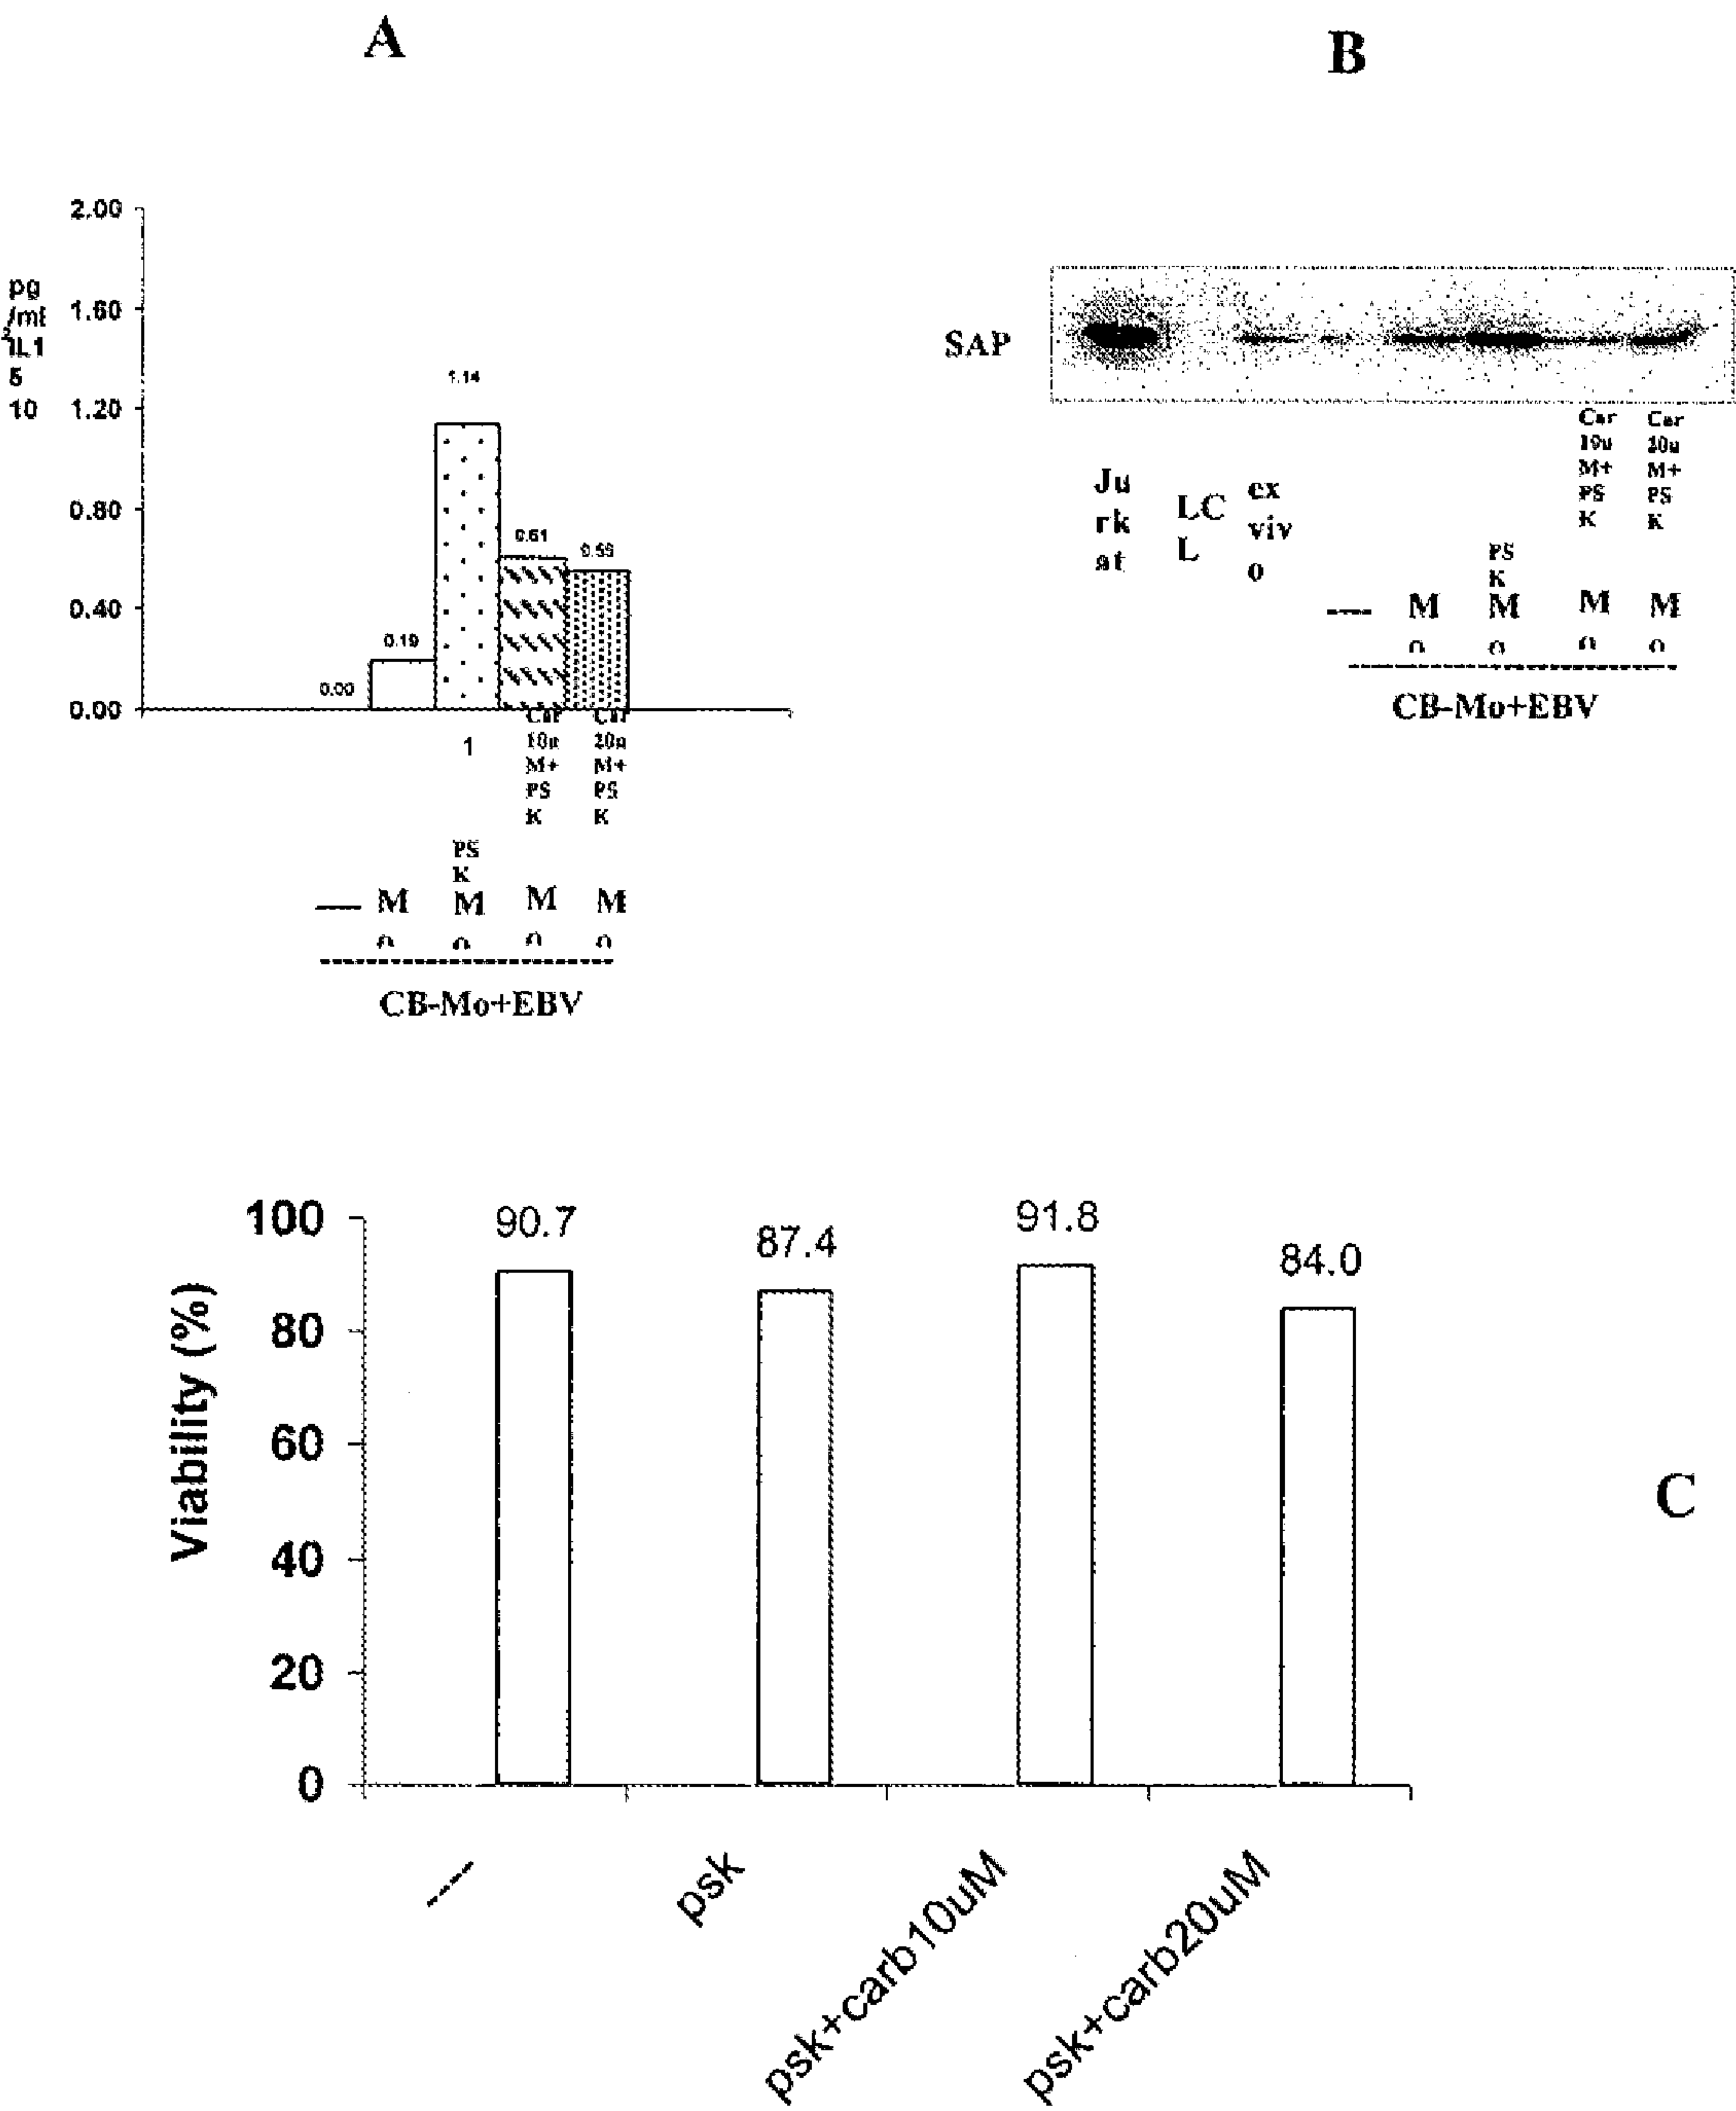 A
B
2.00
1.60
1.20
0.80
0.40
0.00
pg
/ml
IL1
5
10
0.00
0.19
1.14
0.61
0.55
1
Car
10u
M+
PS
K
Car
20u
M+
PS
K
PS
K
— M M M M
o o o o
CB-Mo+EBV
SAP
Ju
rk
at
LC
L
ex
viv
o
Car
10u
M+
PS
K
Car
20u
M+
PS
K
PS
K
--- M M M M
o o o o
CB-Mo+EBV
C
Viability (%)
100
80
60
40
20
0
90.7
87.4
91.8
84.0
----
psk
psk+carb10uM
psk+carb20uM